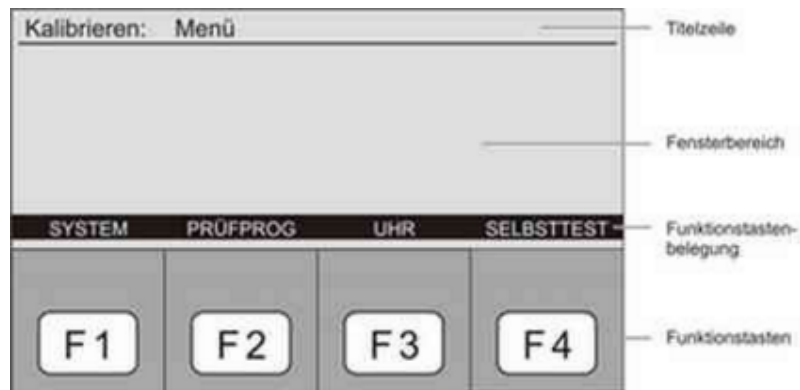 Kalibrieren: Menü
Titelzeile
Fensterbereich
SYSTEM PRÜFPROG UHR SELBSTTEST
Funktionstasten-
belegung
F1 F2 F3 F4
Funktionstasten